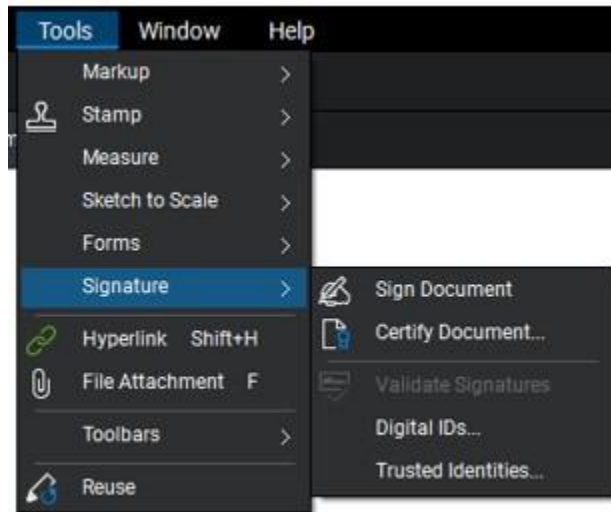 Tools Window Help
Markup
Stamp
Measure
Sketch to Scale
Forms
Signature
Hyperlink Shift+H
File Attachment F
Toolbars
Reuse
Sign Document
Certify Document...
Validate Signatures
Digital IDs...
Trusted Identities...